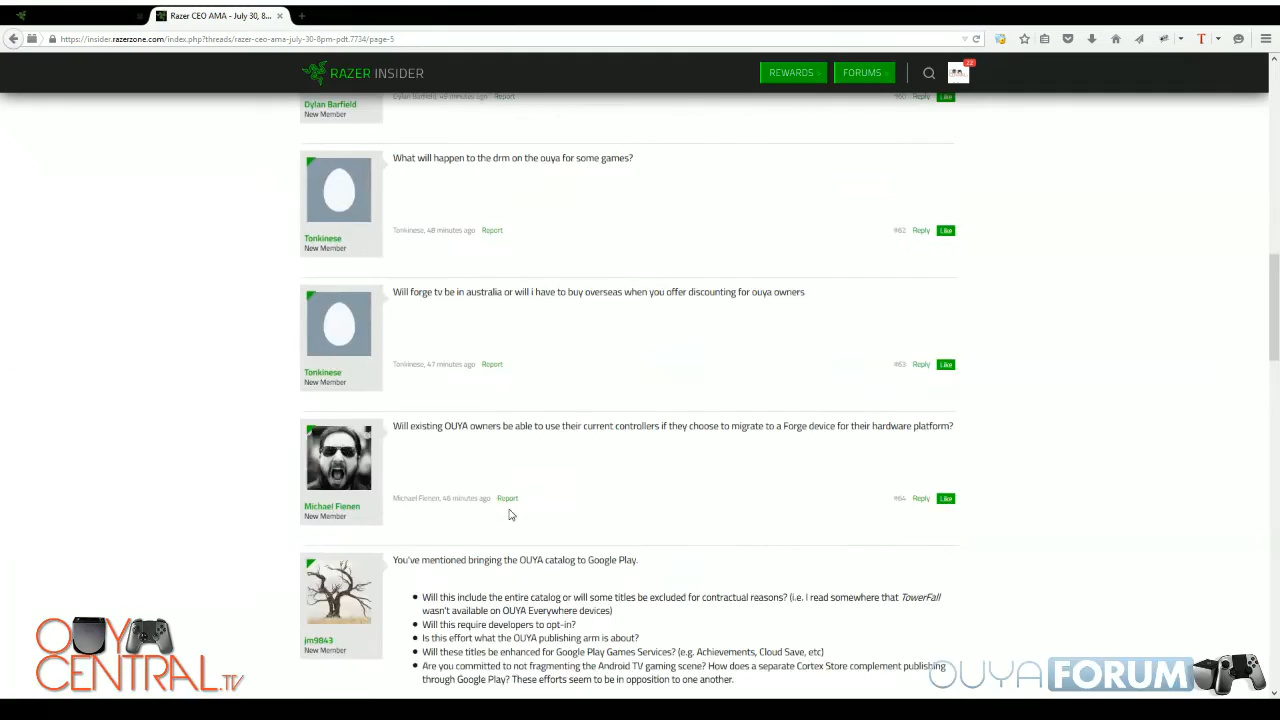 Razer CEO AMA - July 30, 8...
https://insider.razerzone.com/index.php?threads/razer-ceo-ama-july-30-8pm-pdt.7734/page-5
RAZER INSIDER
REWARDS
FORUMS
22
Dylan Barfield, 49 minutes ago Report
Reply Like
Dylan Barfield
New Member
What will happen to the drm on the ouya for some games?
Tonkinese, 48 minutes ago Report
#62 Reply Like
Tonkinese
New Member
Will forge tv be in australia or will i have to buy overseas when you offer discounting for ouya owners
Tonkinese, 47 minutes ago Report
#63 Reply Like
Tonkinese
New Member
Will existing OUYA owners be able to use their current controllers if they choose to migrate to a Forge device for their hardware platform?
Michael Fienen, 46 minutes ago Report
#64 Reply Like
Michael Fienen
New Member
You've mentioned bringing the OUYA catalog to Google Play.
Will this include the entire catalog or will some titles be excluded for contractual reasons? (i.e. I read somewhere that TowerFall
wasn't available on OUYA Everywhere devices)
Will this require developers to opt-in?
Is this effort what the OUYA publishing arm is about?
Will these titles be enhanced for Google Play Games Services? (e.g. Achievements, Cloud Save, etc)
Are you committed to not fragmenting the Android TV gaming scene? How does a separate Cortex Store complement publishing
through Google Play? These efforts seem to be in opposition to one another.
jm9843
New Member
OUYA
CENTRAL.TV
OUYAFORUM